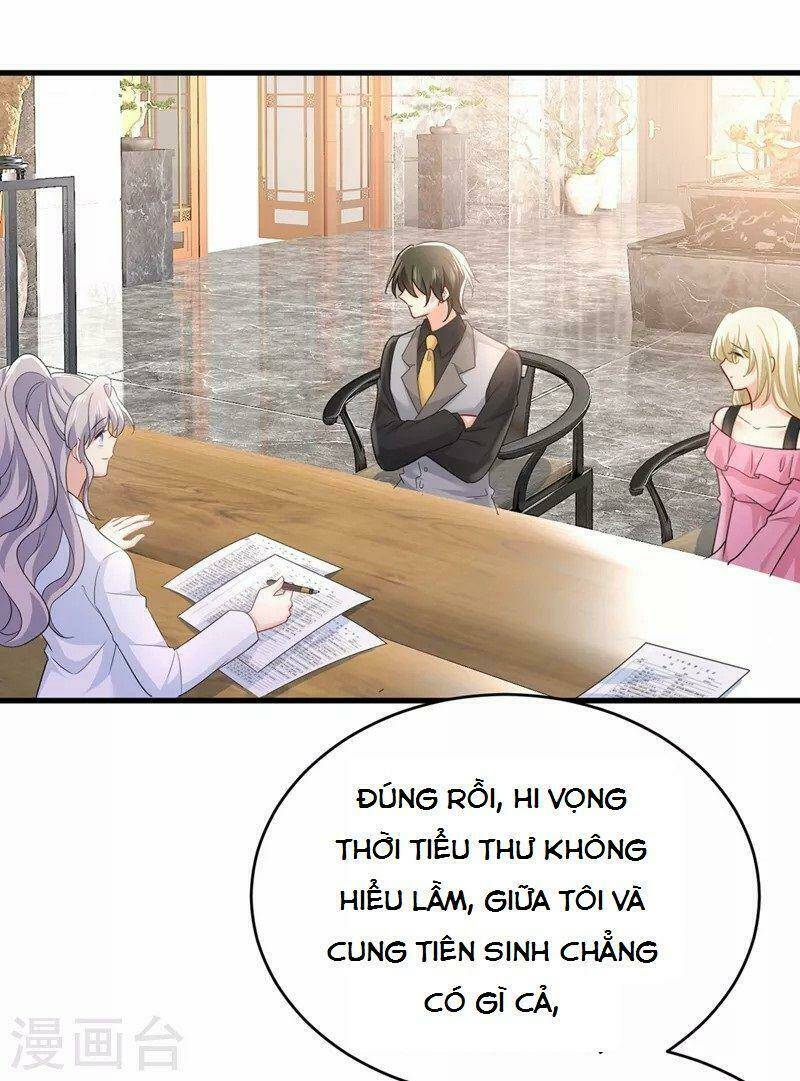 ĐÚNG RỒI, HI VỌNG
THỜI TIỂU THƯ KHÔNG
HIỂU LẦM, GIỮA TÔI VÀ
CUNG TIÊN SINH CHẲNG
CÓ GÌ CẢ,
漫画台